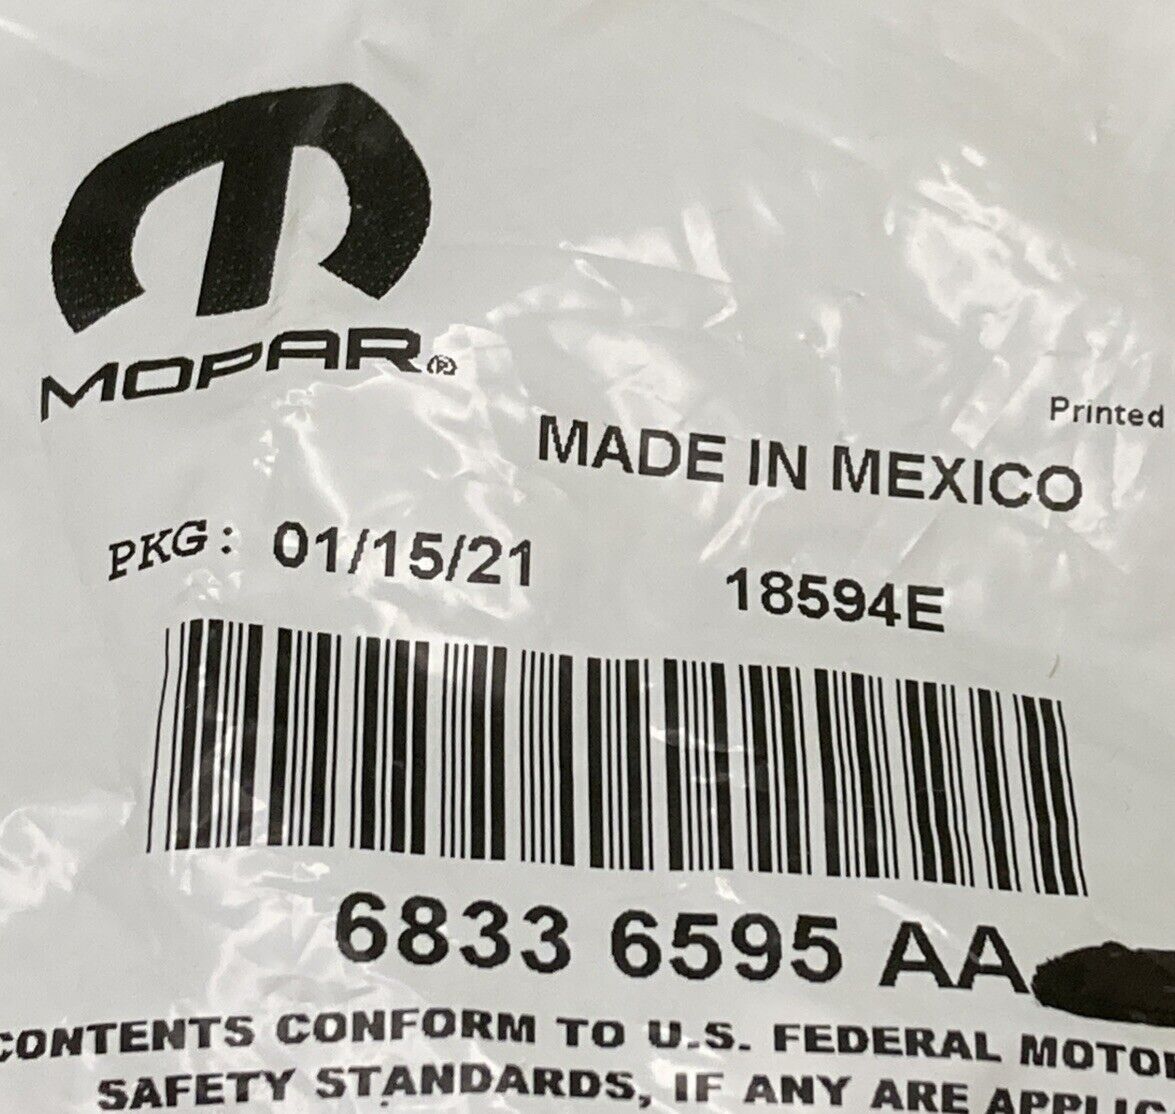 MOPAR®
Printed
MADE IN MEXICO
PKG: 01/15/21
18594E
6833 6595 AA
CONTENTS CONFORM TO U.S. FEDERAL MOTOR
SAFETY STANDARDS, IF ANY ARE APPLIC